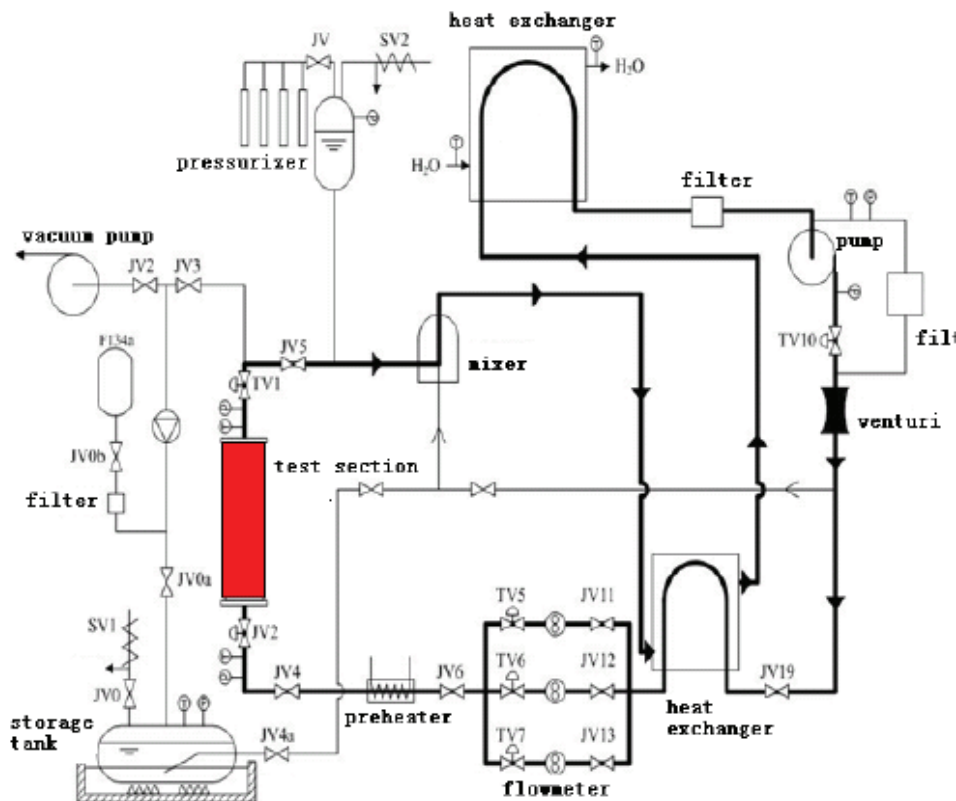 heat exchanger
JV
SV2
T
H₂O
pressurizer
P
T
H₂O
filter
T
P
vacuum pump
JV2
JV3
pump
P
F134a
JV5
TV10
filt
mixer
TV1
P
P
venturi
JV0b
test section
filter
JV0a
TV5
JV11
SV1
JV2
TV6
JV12
P
P
JV4
JV6
JV19
JV0
T
P
preheater
heat
exchanger
storage
tank
JV4a
TV7
JV13
flowmeter